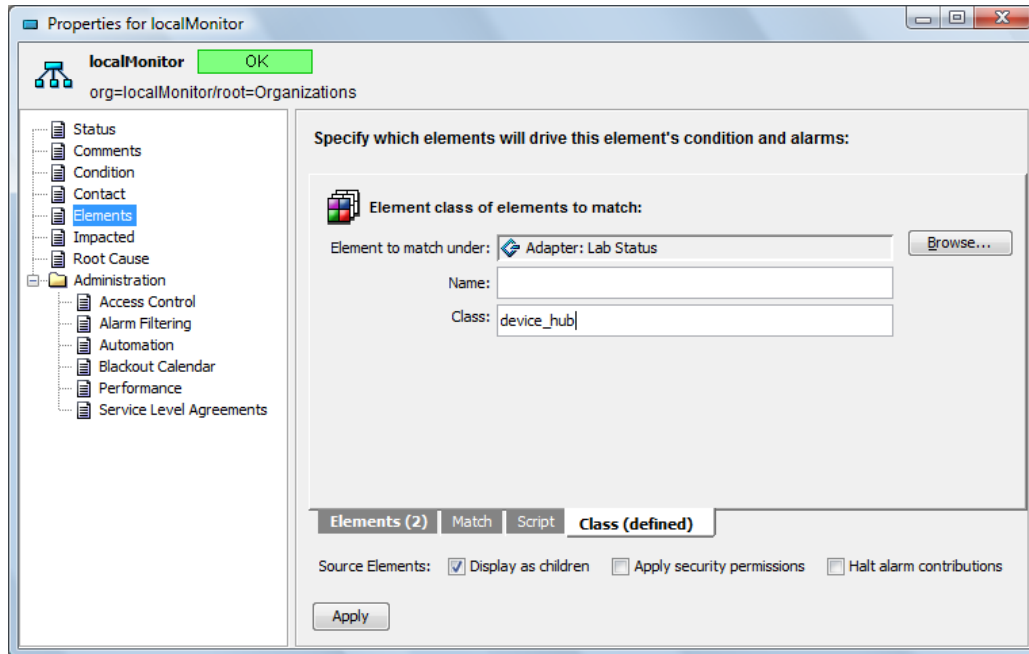 Properties for localMonitor
localMonitor OK
org=localMonitor/root=Organizations
Status
Comments
Condition
Contact
Elements
Impacted
Root Cause
Administration
Access Control
Alarm Filtering
Automation
Blackout Calendar
Performance
Service Level Agreements
Specify which elements will drive this element's condition and alarms:
Element class of elements to match:
Element to match under: Adapter: Lab Status Browse...
Name:
Class: device_hub
Elements (2) Match Script Class (defined)
Source Elements: Display as children Apply security permissions Halt alarm contributions
Apply